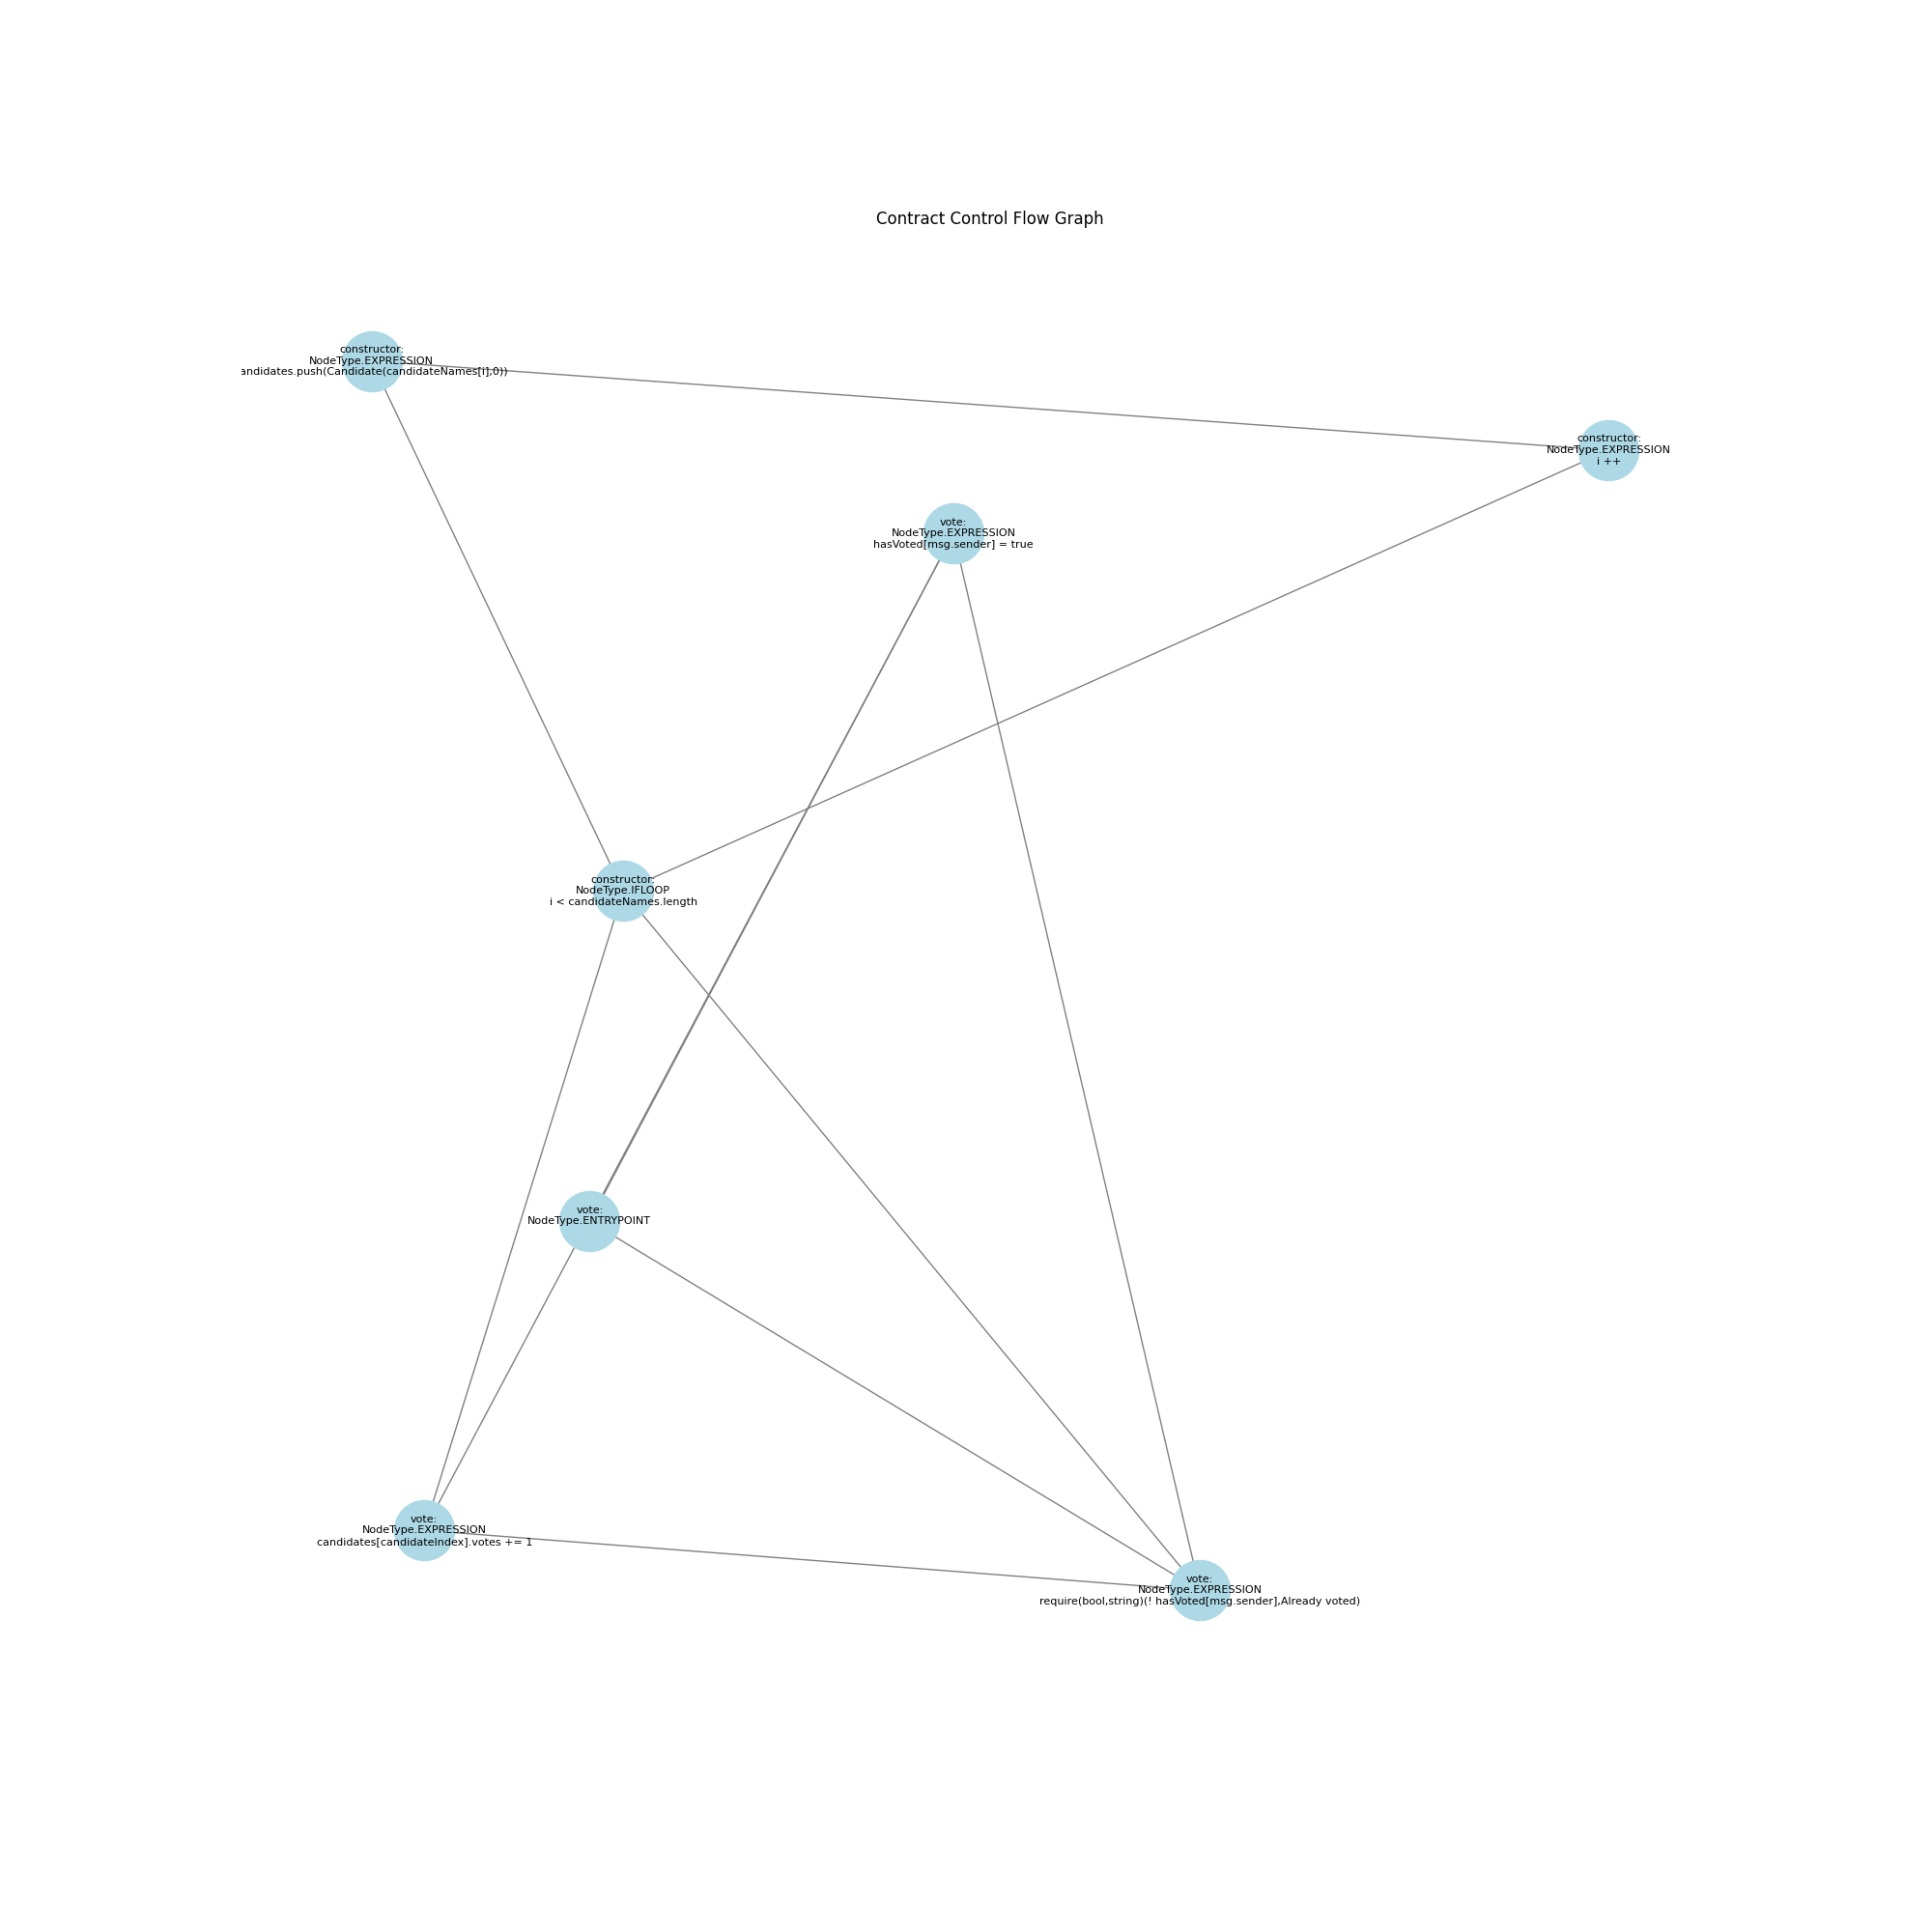 Contract Control Flow Graph
constructor:
NodeType.EXPRESSION
andidates.push(Candidate(candidateNames[i],0))
constructor:
NodeType.EXPRESSION
i ++
vote:
NodeType.EXPRESSION
hasVoted[msg.sender] = true
constructor:
NodeType.IFLOOP
i < candidateNames.length
vote:
NodeType.ENTRYPOINT
vote:
NodeType.EXPRESSION
candidates[candidateIndex].votes += 1
vote:
NodeType.EXPRESSION
require(bool,string)(! hasVoted[msg.sender],Already voted)